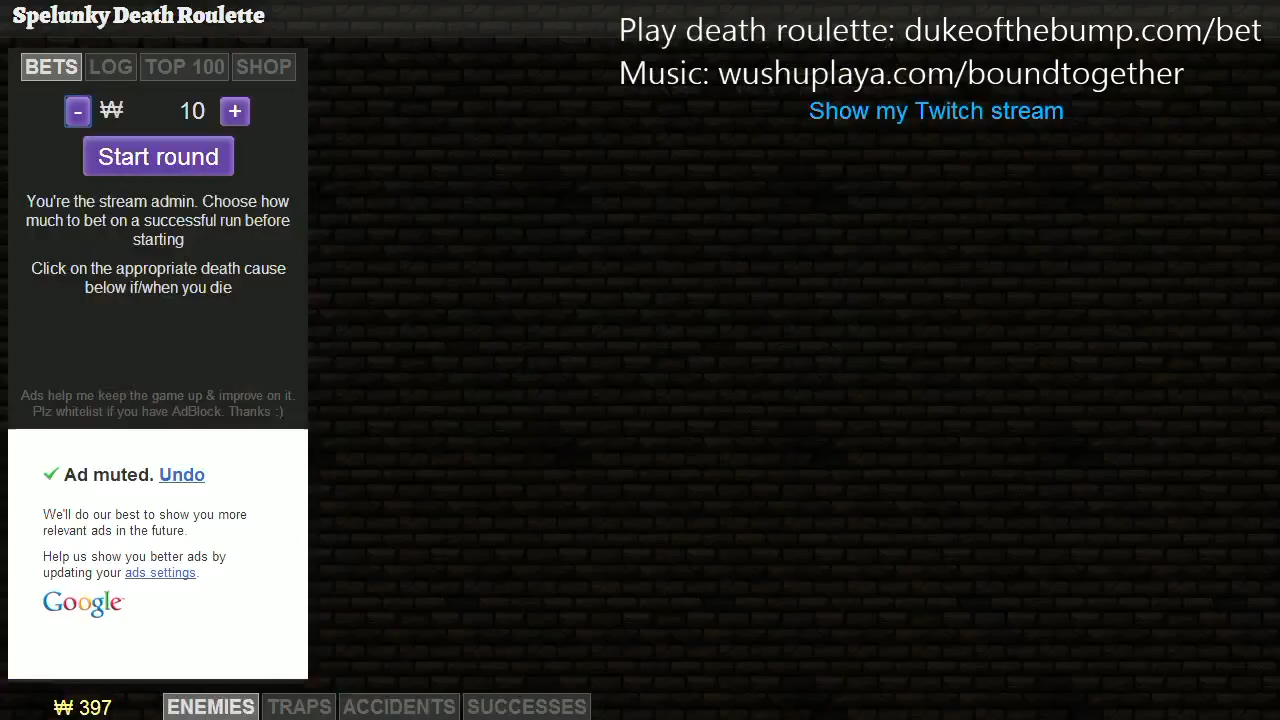 Spelunky Death Roulette
Play death roulette: dukeofthebump.com/bet
Music: wushuplaya.com/boundtogether
Show my Twitch stream
BETS LOG TOP 100 SHOP
- ₩ 10 +
Start round
You're the stream admin. Choose how
much to bet on a successful run before
starting
Click on the appropriate death cause
below if/when you die
Ads help me keep the game up & improve on it.
Plz whitelist if you have AdBlock. Thanks :)
Ad muted. Undo
We'll do our best to show you more
relevant ads in the future.
Help us show you better ads by
updating your ads settings.
Google
₩ 397
ENEMIES TRAPS ACCIDENTS SUCCESSES